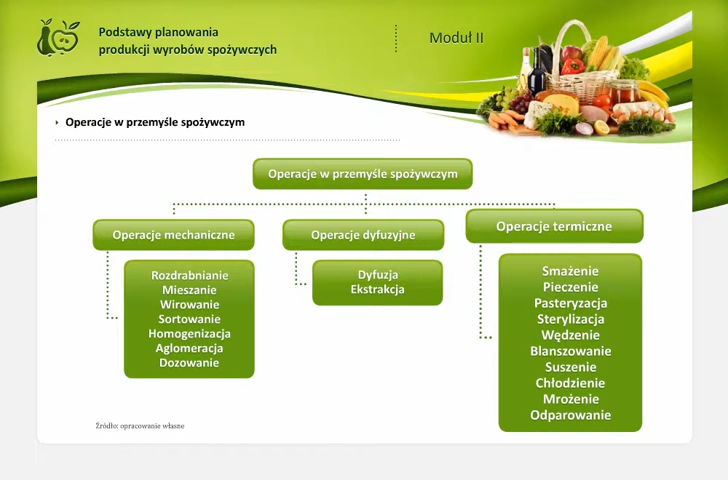 Podstawy planowania
produkcji wyrobów spożywczych
Moduł II
Operacje w przemyśle spożywczym
Operacje w przemyśle spożywczym
Operacje mechaniczne
Operacje dyfuzyjne
Operacje termiczne
Rozdrabnianie
Mieszanie
Wirowanie
Sortowanie
Homogenizacja
Aglomeracja
Dozowanie
Dyfuzja
Ekstrakcja
Smażenie
Pieczenie
Pasteryzacja
Sterylizacja
Wędzenie
Blanszowanie
Suszenie
Chłodzienie
Mrożenie
Odparowanie
Źródło: opracowanie własne